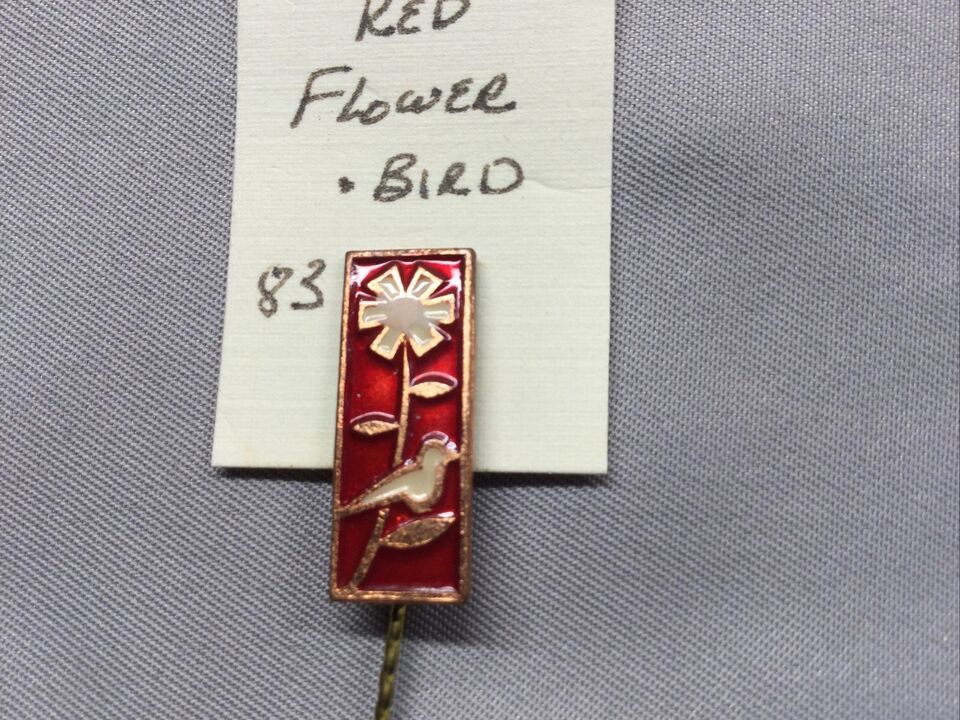 RED
FLOWER
. BIRD
83